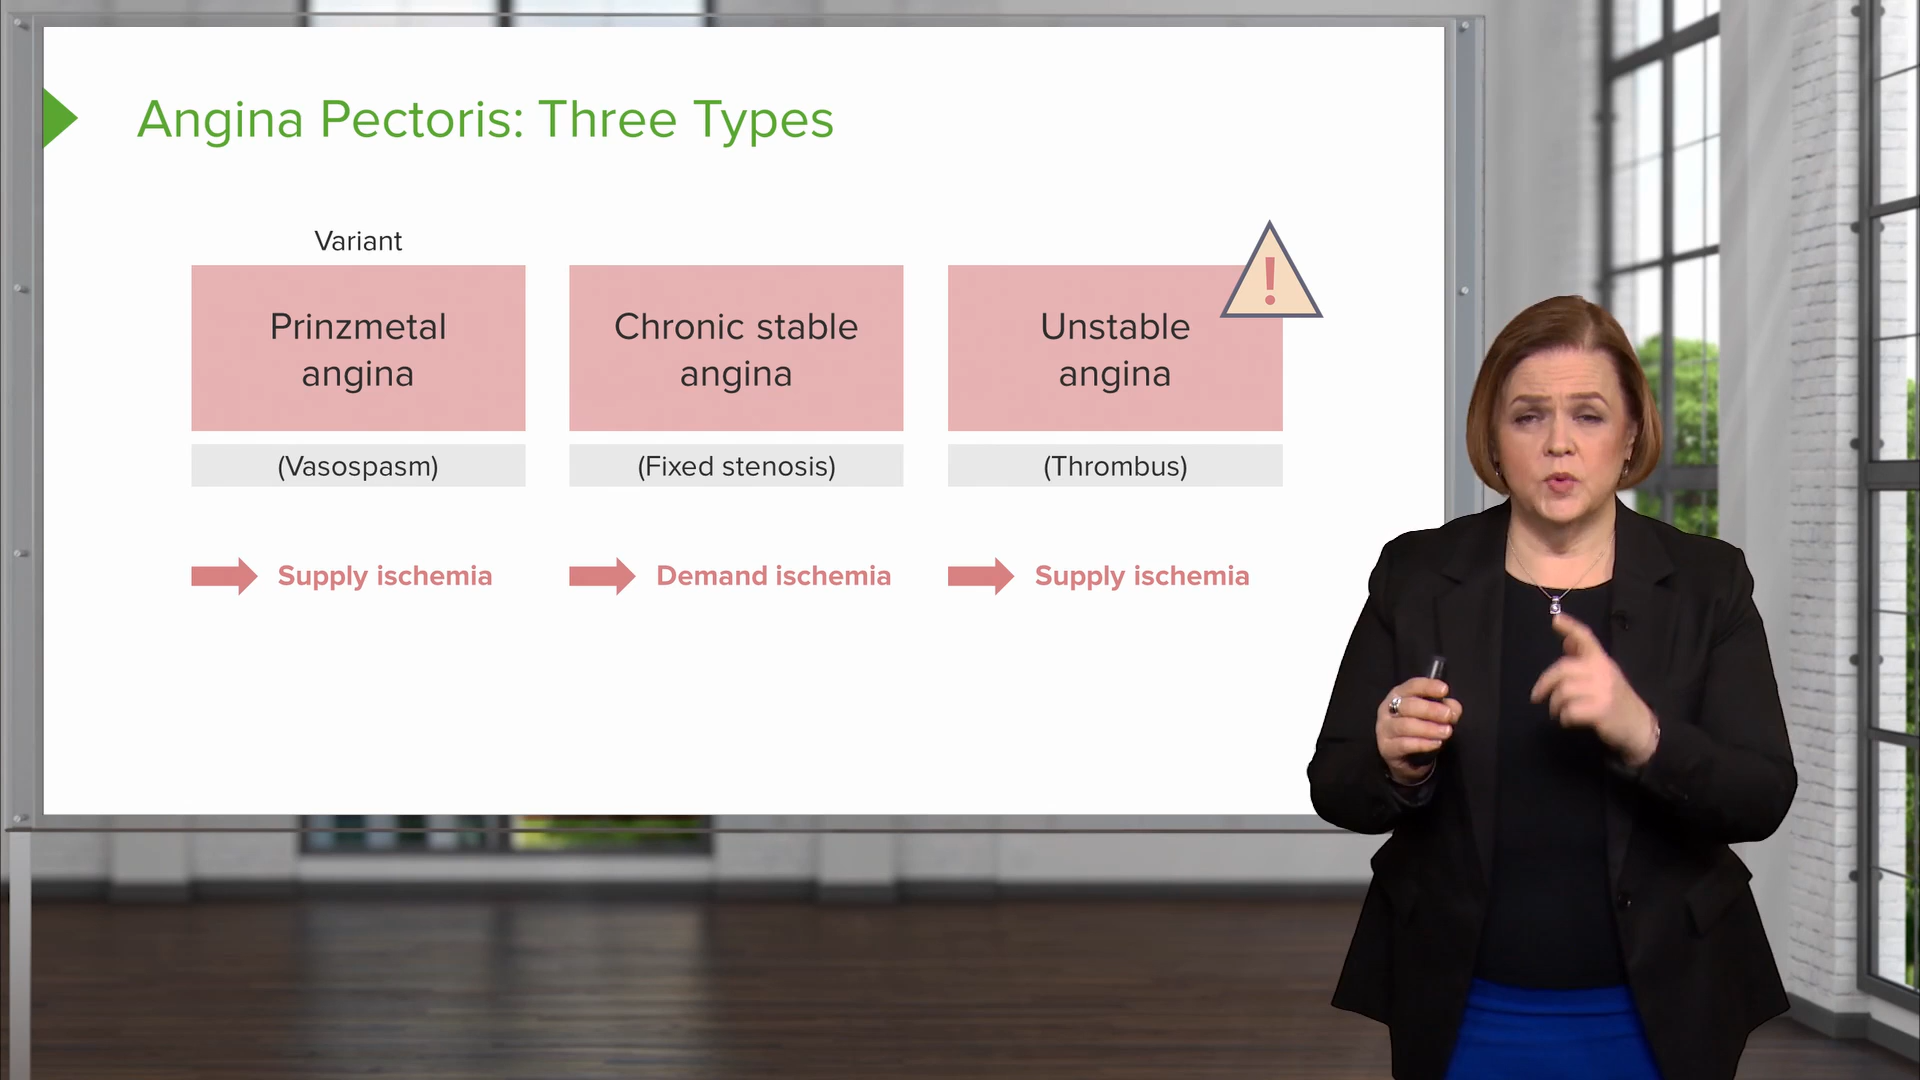 Angina Pectoris: Three Types
Variant
Prinzmetal
angina
(Vasospasm)
Supply ischemia
Chronic stable
angina
(Fixed stenosis)
Demand ischemia
!
Unstable
angina
(Thrombus)
Supply ischemia